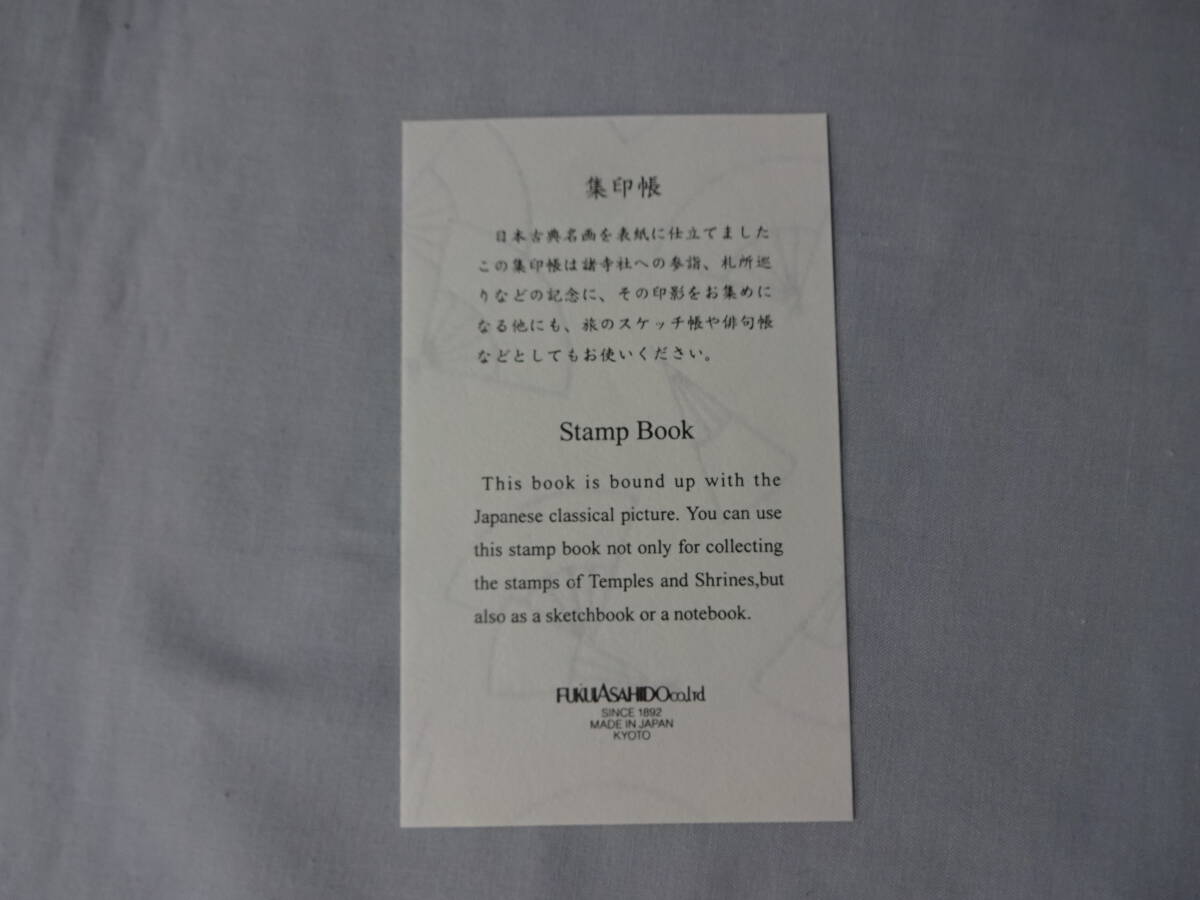 集印帳
日本古典名画を表紙に仕立てました
この集印帳は諸寺社への参詣、札所巡
りなどの記念に、その印影をお集めに
なる他にも、旅のスケッチ帳や俳句帳
などとしてもお使いください。
Stamp Book
This book is bound up with the
Japanese classical picture. You can use
this stamp book not only for collecting
the stamps of Temples and Shrines,but
also as a sketchbook or a notebook.
FUKUIASAHIDOco.,ltd
SINCE 1892
MADE IN JAPAN
KYOTO